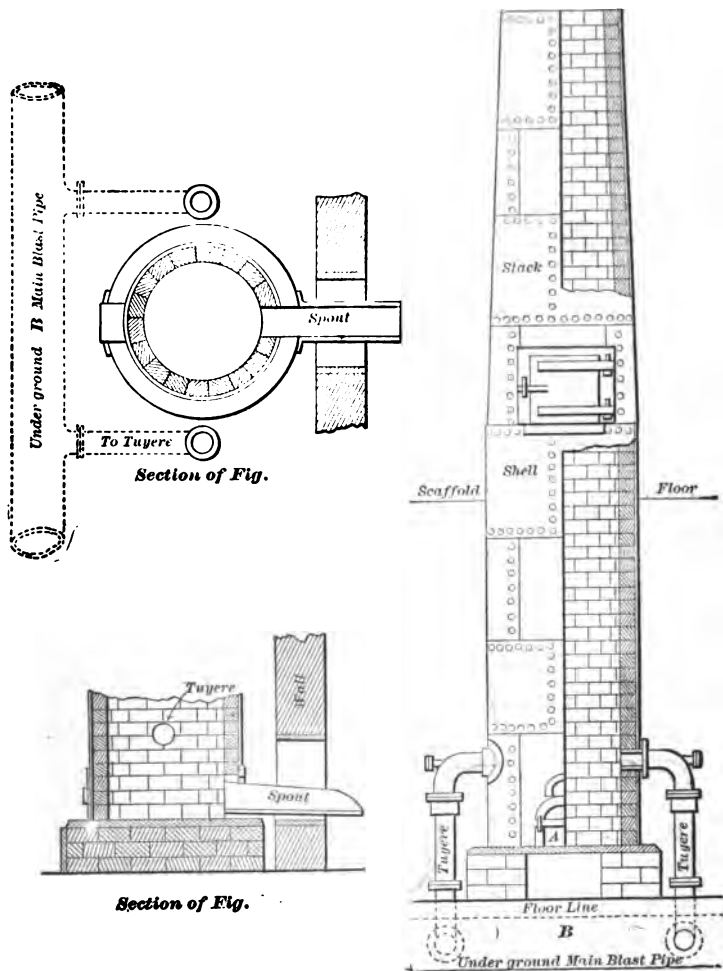 Under ground B Main Blast Pipe
Spout
To Tuyere
Section of Fig.
Tuyere
Wall
Spout
Section of Fig.
Stack
Shell
Scaffold
Floor
A
Tuyere
Tuyere
Floor Line
B
Under ground Main Blast Pipe